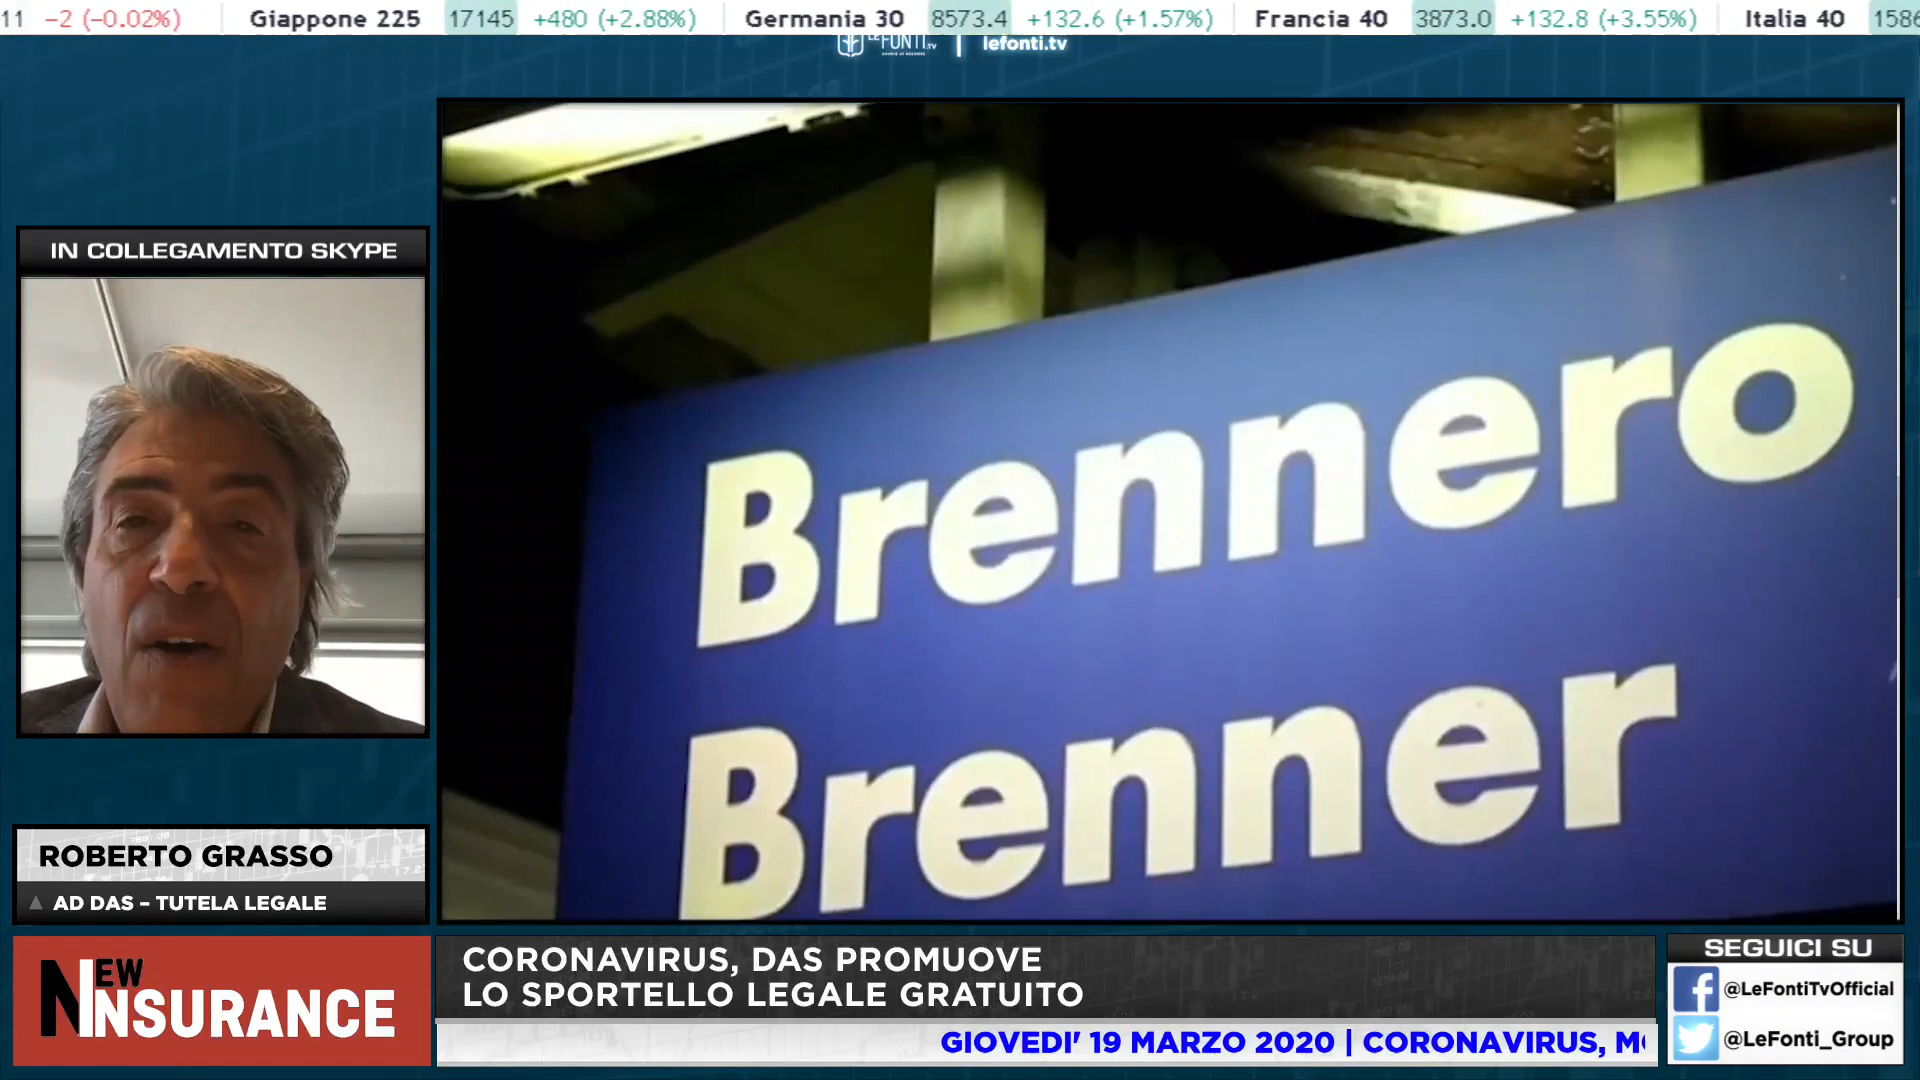 11 -2 (-0.02%) Giappone 225 17145 +480 (+2.88%) Germania 30 8573.4 +132.6 (+1.57%) Francia 40 3873.0 +132.8 (+3.55%) Italia 40 1586
LEFONTI.TV | lefonti.tv
IN COLLEGAMENTO SKYPE
Brennero
Brenner
ROBERTO GRASSO
AD DAS – TUTELA LEGALE
NEW INSURANCE
CORONAVIRUS, DAS PROMUOVE
LO SPORTELLO LEGALE GRATUITO
GIOVEDI' 19 MARZO 2020 | CORONAVIRUS, M
SEGUICI SU
@LeFontiTvOfficial
@LeFonti_Group